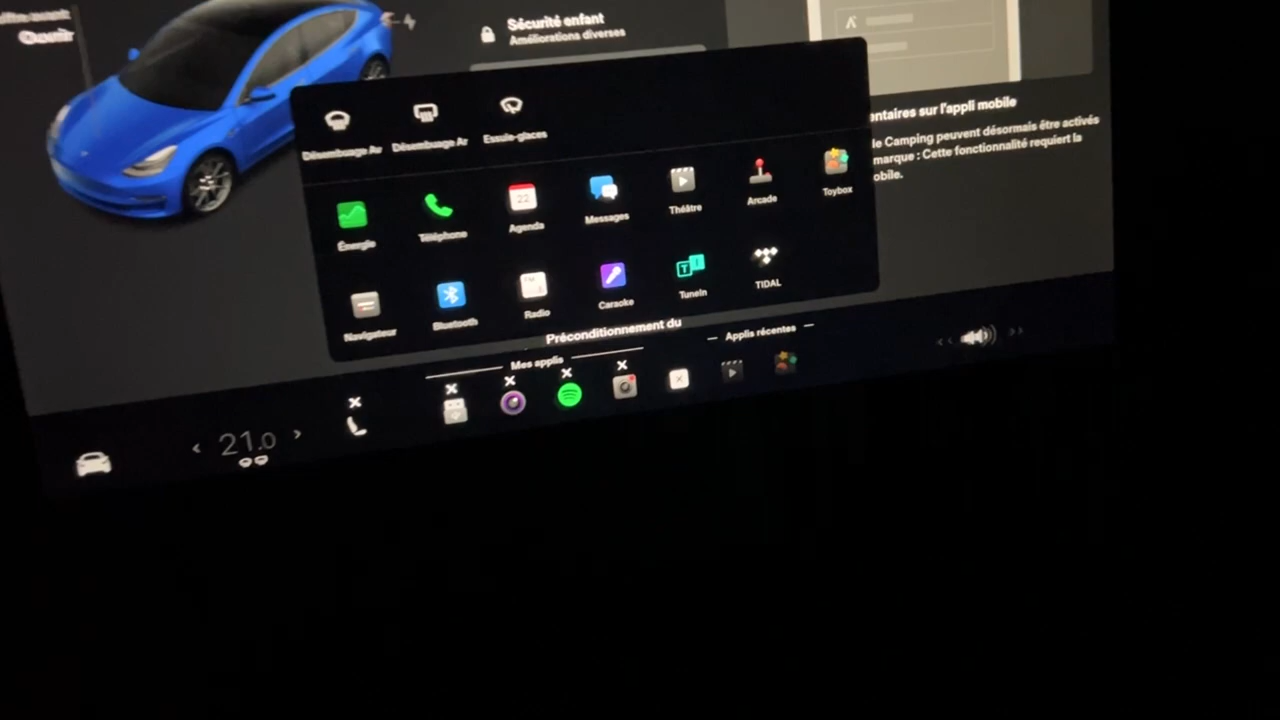 Ouvrir
Sécurité enfant
Améliorations diverses
entaires sur l'appli mobile
le Camping peuvent désormais être activés
marque : Cette fonctionnalité requiert la
obile.
Désembuage Av
Désembuage Ar
Essuie-glaces
Énergie
Téléphone
22
Agenda
Messages
Théâtre
Arcade
Toybox
Navigateur
Bluetooth
Radio
Caraoke
T I
TuneIn
TIDAL
Préconditionnement du
Mes applis
Applis récentes
21.0